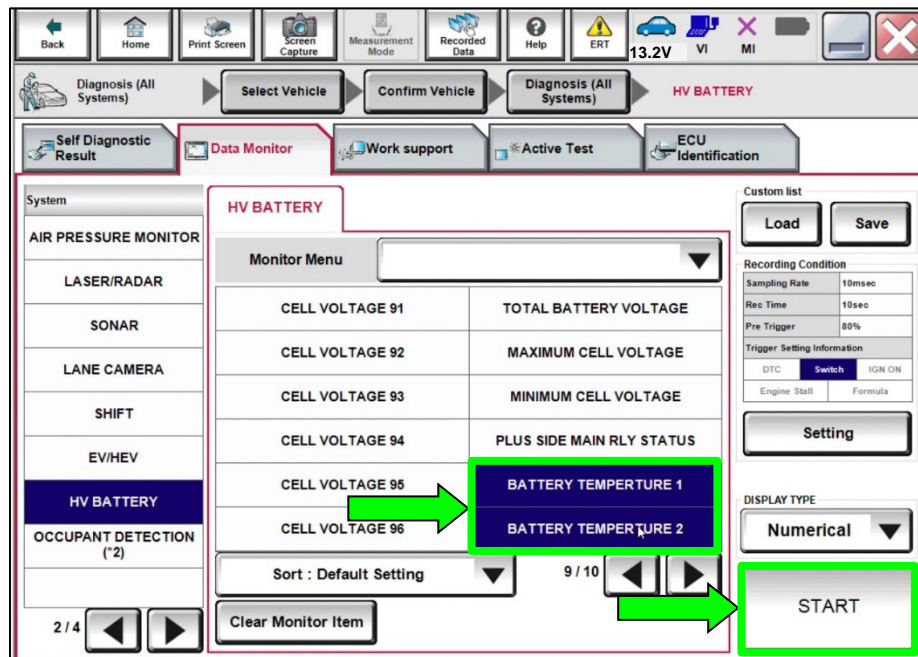 Back
Home
Print Screen
Screen
Capture
Measurement
Mode
Recorded
Data
Help
ERT
13.2V
VI
MI
Diagnosis (All
Systems)
Select Vehicle
Confirm Vehicle
Diagnosis (All
Systems)
HV BATTERY
Self Diagnostic
Result
Data Monitor
Work support
Active Test
ECU
Identification
System
AIR PRESSURE MONITOR
LASER/RADAR
SONAR
LANE CAMERA
SHIFT
EV/HEV
HV BATTERY
OCCUPANT DETECTION
(*2)
2 / 4
HV BATTERY
Monitor Menu
CELL VOLTAGE 91
TOTAL BATTERY VOLTAGE
CELL VOLTAGE 92
MAXIMUM CELL VOLTAGE
CELL VOLTAGE 93
MINIMUM CELL VOLTAGE
CELL VOLTAGE 94
PLUS SIDE MAIN RLY STATUS
CELL VOLTAGE 95
BATTERY TEMPERTURE 1
CELL VOLTAGE 96
BATTERY TEMPERTURE 2
Sort : Default Setting
9 / 10
Clear Monitor Item
Custom list
Load
Save
Recording Condition
Sampling Rate
10msec
Rec Time
10sec
Pre Trigger
80%
Trigger Setting Information
DTC
Switch
IGN ON
Engine Stall
Formula
Setting
DISPLAY TYPE
Numerical
START